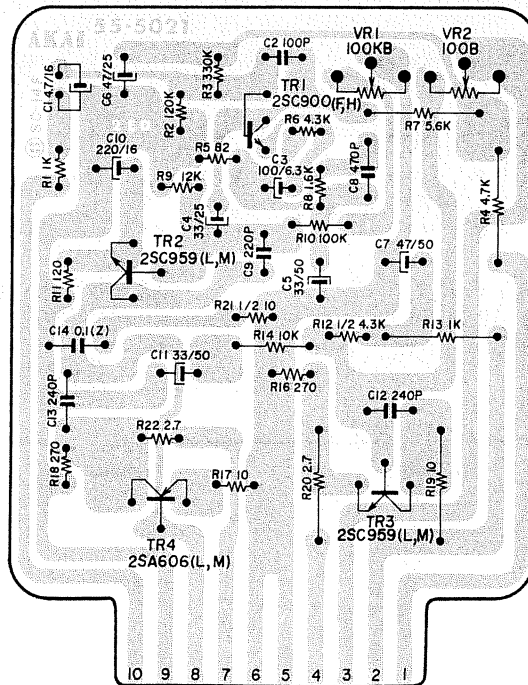 AKAI 55-5021
C1 4.7/16
C6 47/25
R3 330K
C2 100P
VR1
100KB
VR2
100B
TR1
2SC900(F,H)
R2 120K
R6 4.3K
R7 5.6K
C10
220/16
R1 1K
R5 82
C3
100/6.3
R8 1.6K
C8 470P
R9 12K
R4 4.7K
C4
33/25
R10 100K
TR2
2SC959(L,M)
C9 220P
C7 47/50
R11 120
C5
33/50
R21 1/2 10
C14 0.1(Z)
R14 10K
R12 1/2 4.3K
R13 1K
C11 33/50
R16 270
C13 240P
C12 240P
R22 2.7
R18 270
R17 10
R20 2.7
R19 10
TR3
2SC959(L,M)
TR4
2SA606(L,M)
10 9 8 7 6 5 4 3 2 1